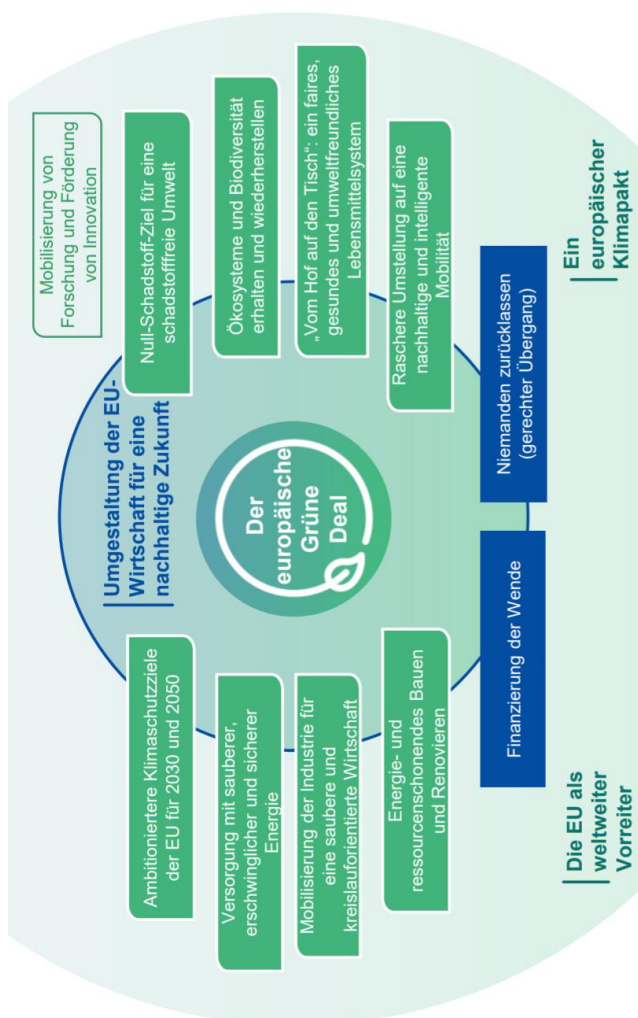 Mobilisierung von
Forschung und Förderung
von Innovation
Umgestaltung der EU-
Wirtschaft für eine
nachhaltige Zukunft
Ambitioniertere Klimaschutzziele
der EU für 2030 und 2050
Versorgung mit sauberer,
erschwinglicher und sicherer
Energie
Mobilisierung der Industrie für
eine saubere und
kreislauforientierte Wirtschaft
Energie- und
ressourcenschonendes Bauen
und Renovieren
Der
europäische
Grüne
Deal
Null-Schadstoff-Ziel für eine
schadstofffreie Umwelt
Ökosysteme und Biodiversität
erhalten und wiederherstellen
„Vom Hof auf den Tisch“: ein faires,
gesundes und umweltfreundliches
Lebensmittelsystem
Raschere Umstellung auf eine
nachhaltige und intelligente
Mobilität
Finanzierung der Wende
Niemanden zurücklassen
(gerechter Übergang)
Die EU als
weltweiter
Vorreiter
Ein
europäischer
Klimapakt